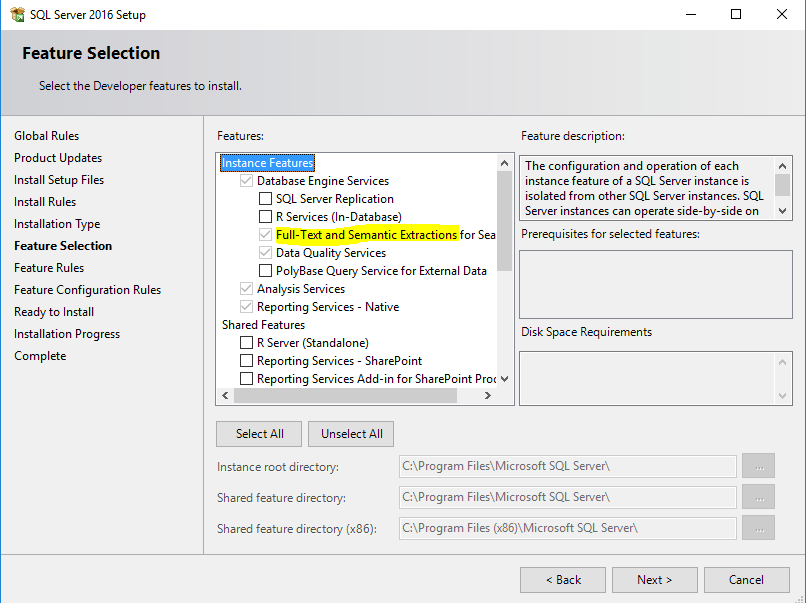 SQL Server 2016 Setup
Feature Selection
Select the Developer features to install.
Global Rules
Product Updates
Install Setup Files
Install Rules
Installation Type
Feature Selection
Feature Rules
Feature Configuration Rules
Ready to Install
Installation Progress
Complete
Features:
Instance Features
Database Engine Services
SQL Server Replication
R Services (In-Database)
Full-Text and Semantic Extractions for Sea
Data Quality Services
PolyBase Query Service for External Data
Analysis Services
Reporting Services - Native
Shared Features
R Server (Standalone)
Reporting Services - SharePoint
Reporting Services Add-in for SharePoint Proc
Feature description:
The configuration and operation of each
instance feature of a SQL Server instance is
isolated from other SQL Server instances. SQL
Server instances can operate side-by-side on
Prerequisites for selected features:
Disk Space Requirements
Select All
Unselect All
Instance root directory:
C:\Program Files\Microsoft SQL Server\
...
Shared feature directory:
C:\Program Files\Microsoft SQL Server\
...
Shared feature directory (x86):
C:\Program Files (x86)\Microsoft SQL Server\
...
< Back
Next >
Cancel